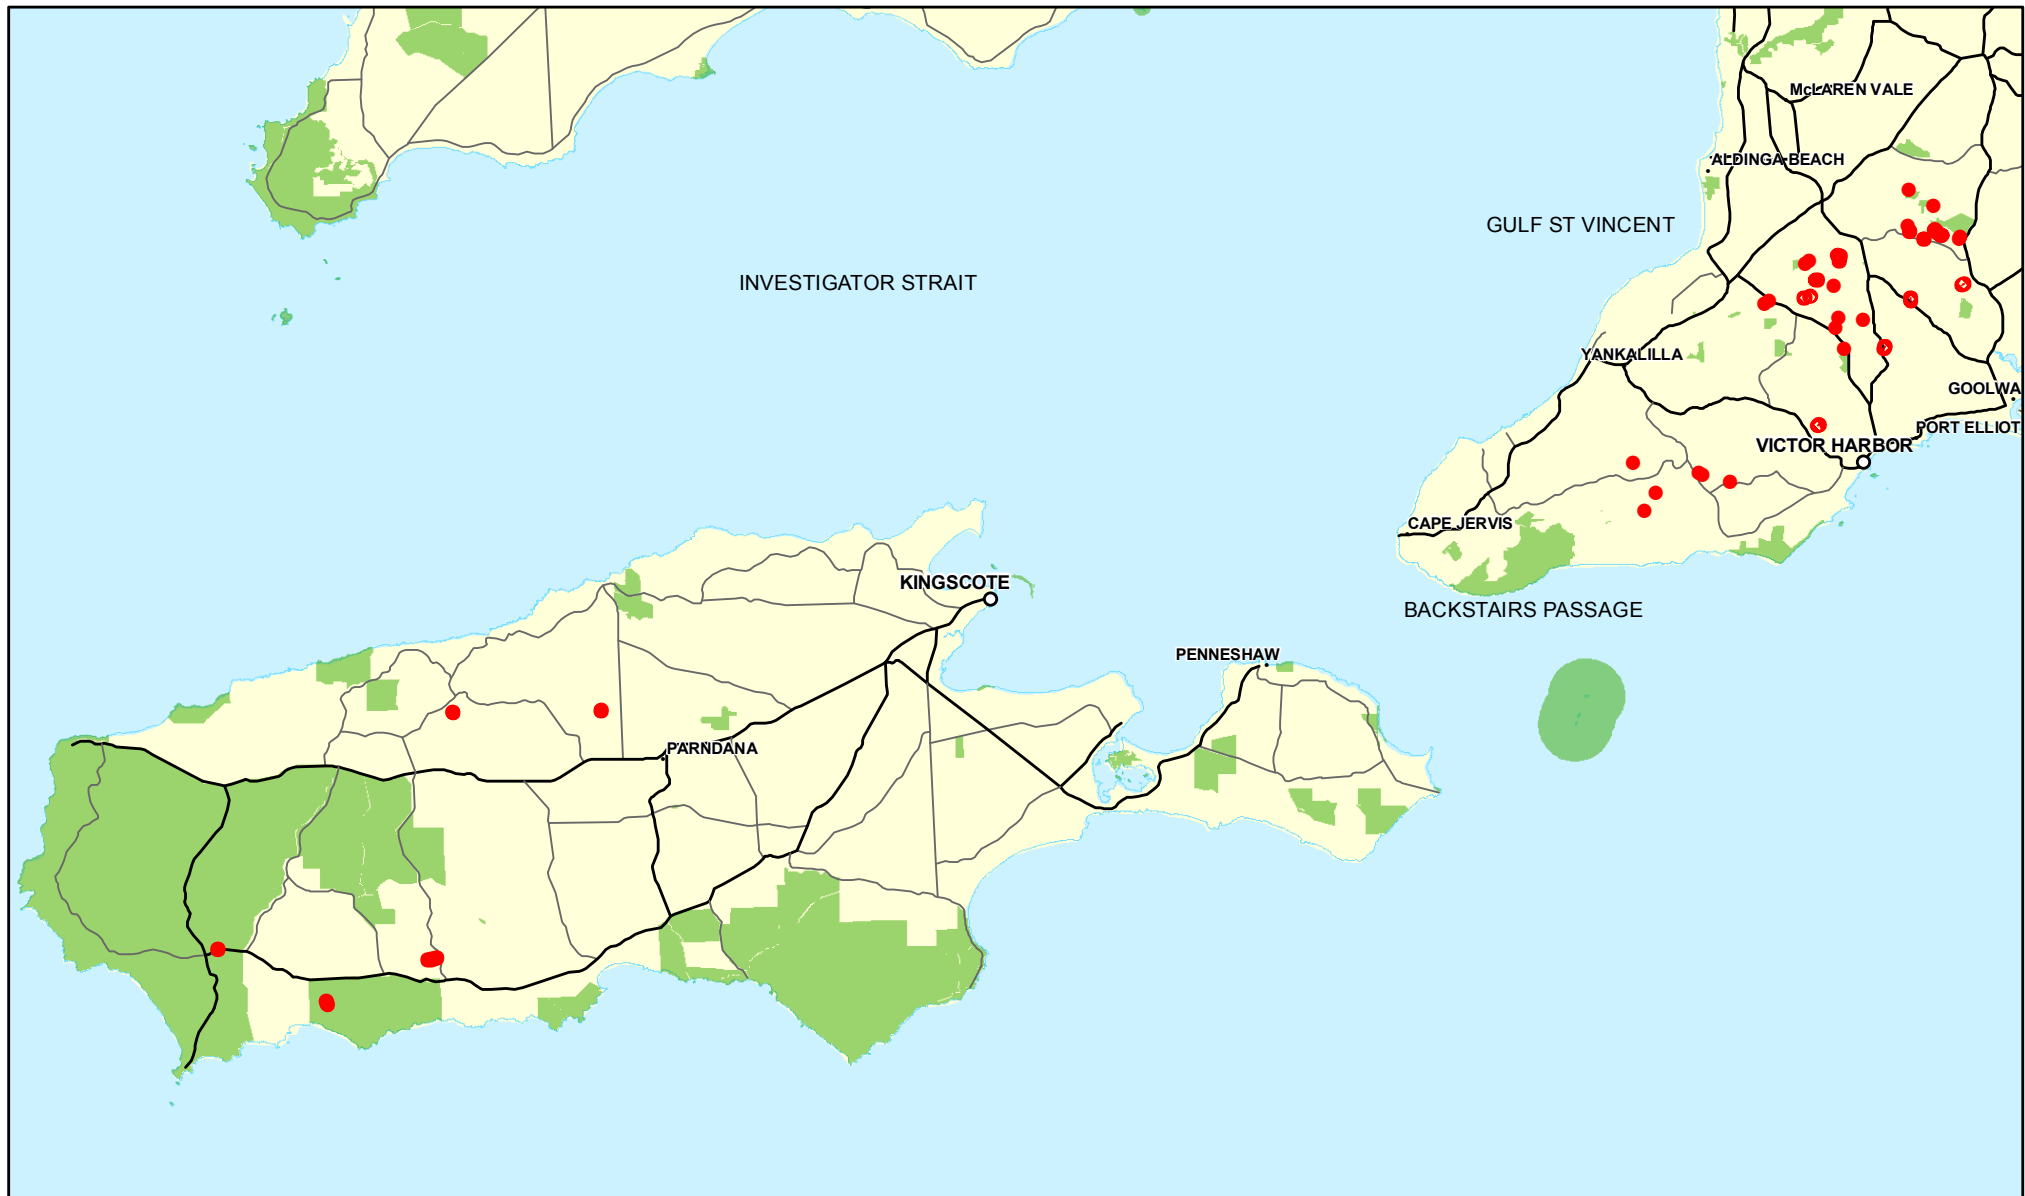 McLAREN VALE
ALDINGA BEACH
GULF ST VINCENT
INVESTIGATOR STRAIT
YANKALILLA
GOOLWA
PORT ELLIOT
VICTOR HARBOR
CAPE JERVIS
KINGSCOTE
BACKSTAIRS PASSAGE
PENNESHAW
PARNDANA